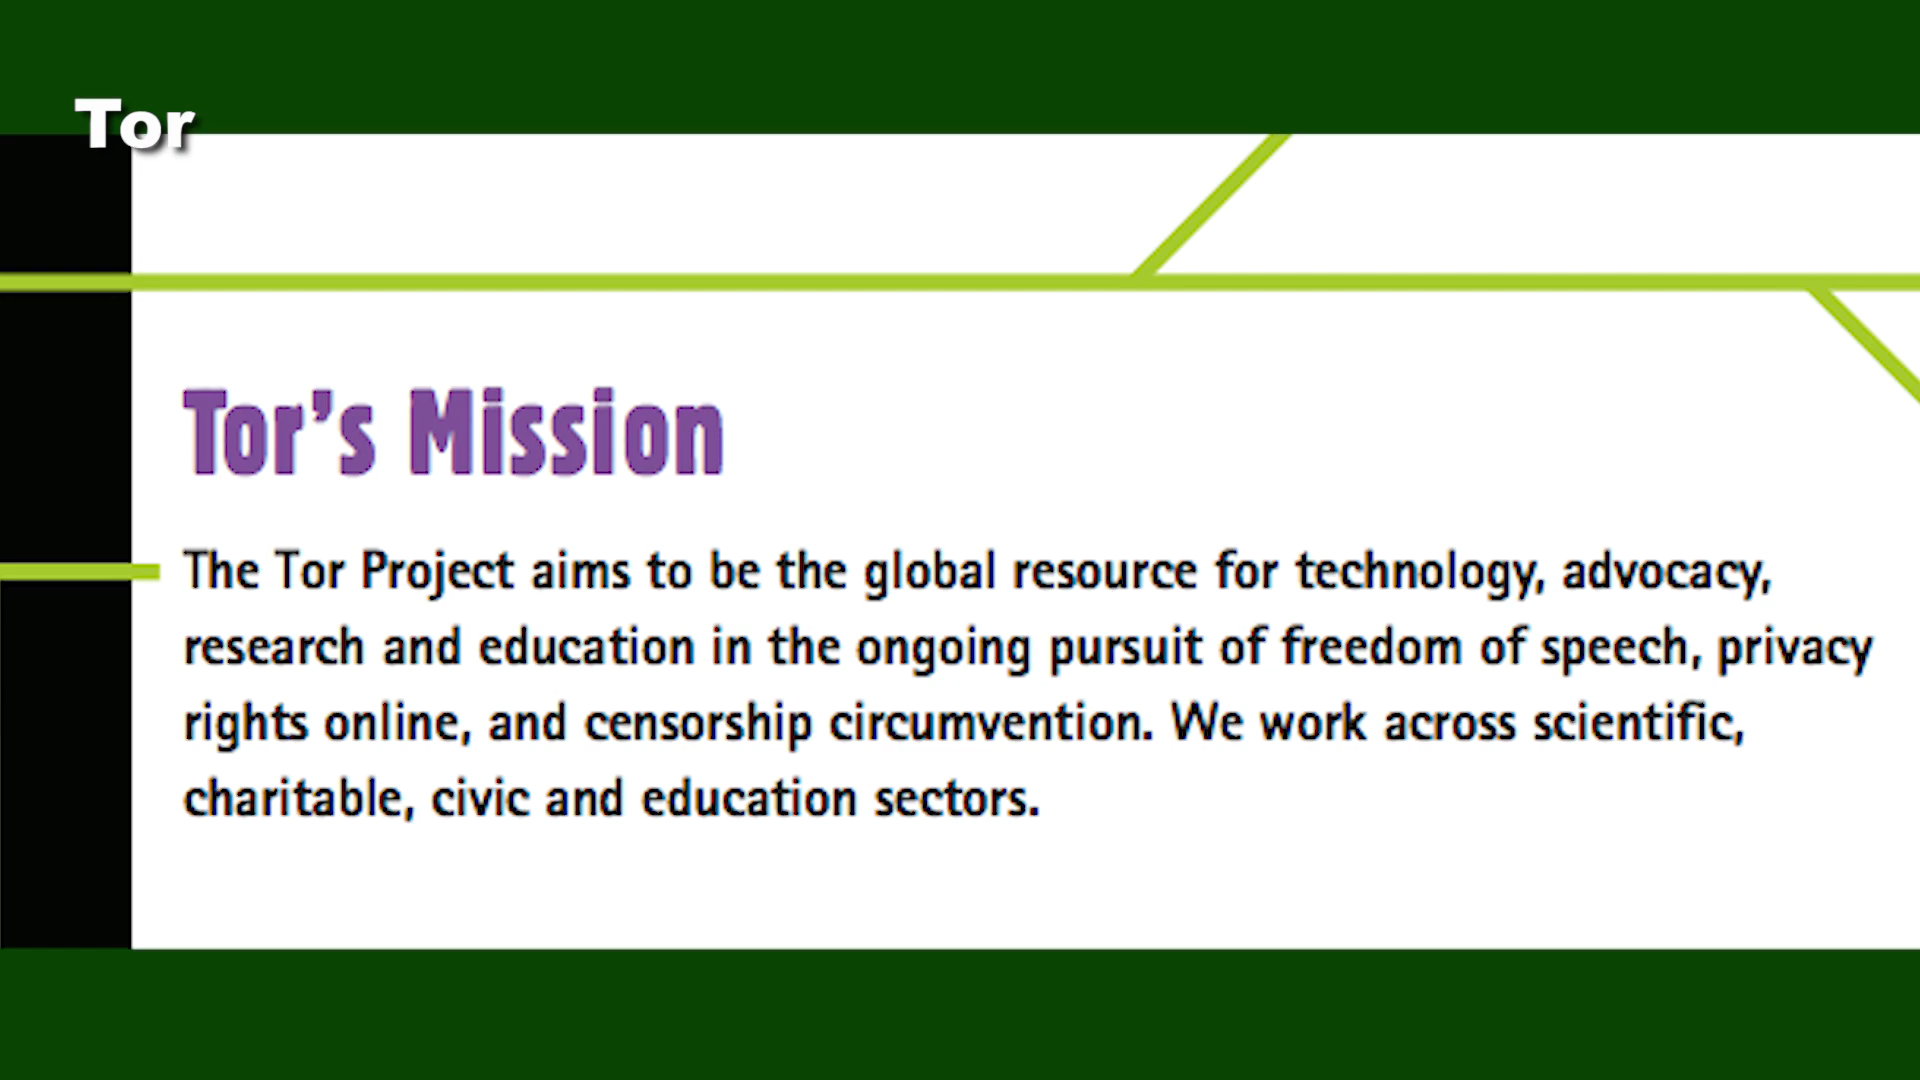 Tor
Tor’s Mission
The Tor Project aims to be the global resource for technology, advocacy,
research and education in the ongoing pursuit of freedom of speech, privacy
rights online, and censorship circumvention. We work across scientific,
charitable, civic and education sectors.